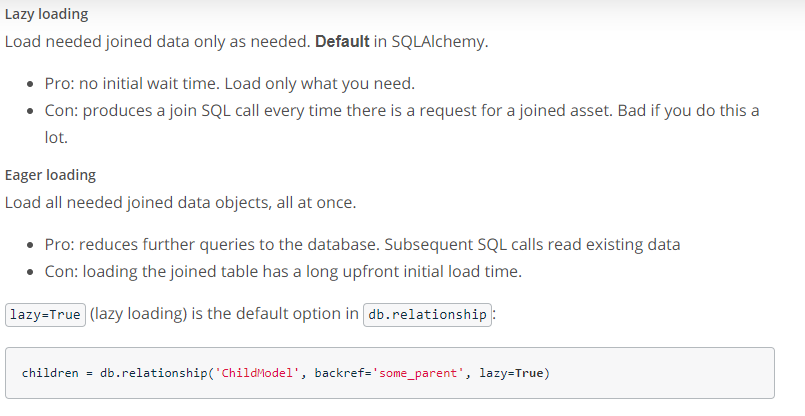 Lazy loading
Load needed joined data only as needed. Default in SQLAlchemy.
Pro: no initial wait time. Load only what you need.
Con: produces a join SQL call every time there is a request for a joined asset. Bad if you do this a
lot.
Eager loading
Load all needed joined data objects, all at once.
Pro: reduces further queries to the database. Subsequent SQL calls read existing data
Con: loading the joined table has a long upfront initial load time.
lazy=True (lazy loading) is the default option in db.relationship:
children = db.relationship('ChildModel', backref='some_parent', lazy=True)